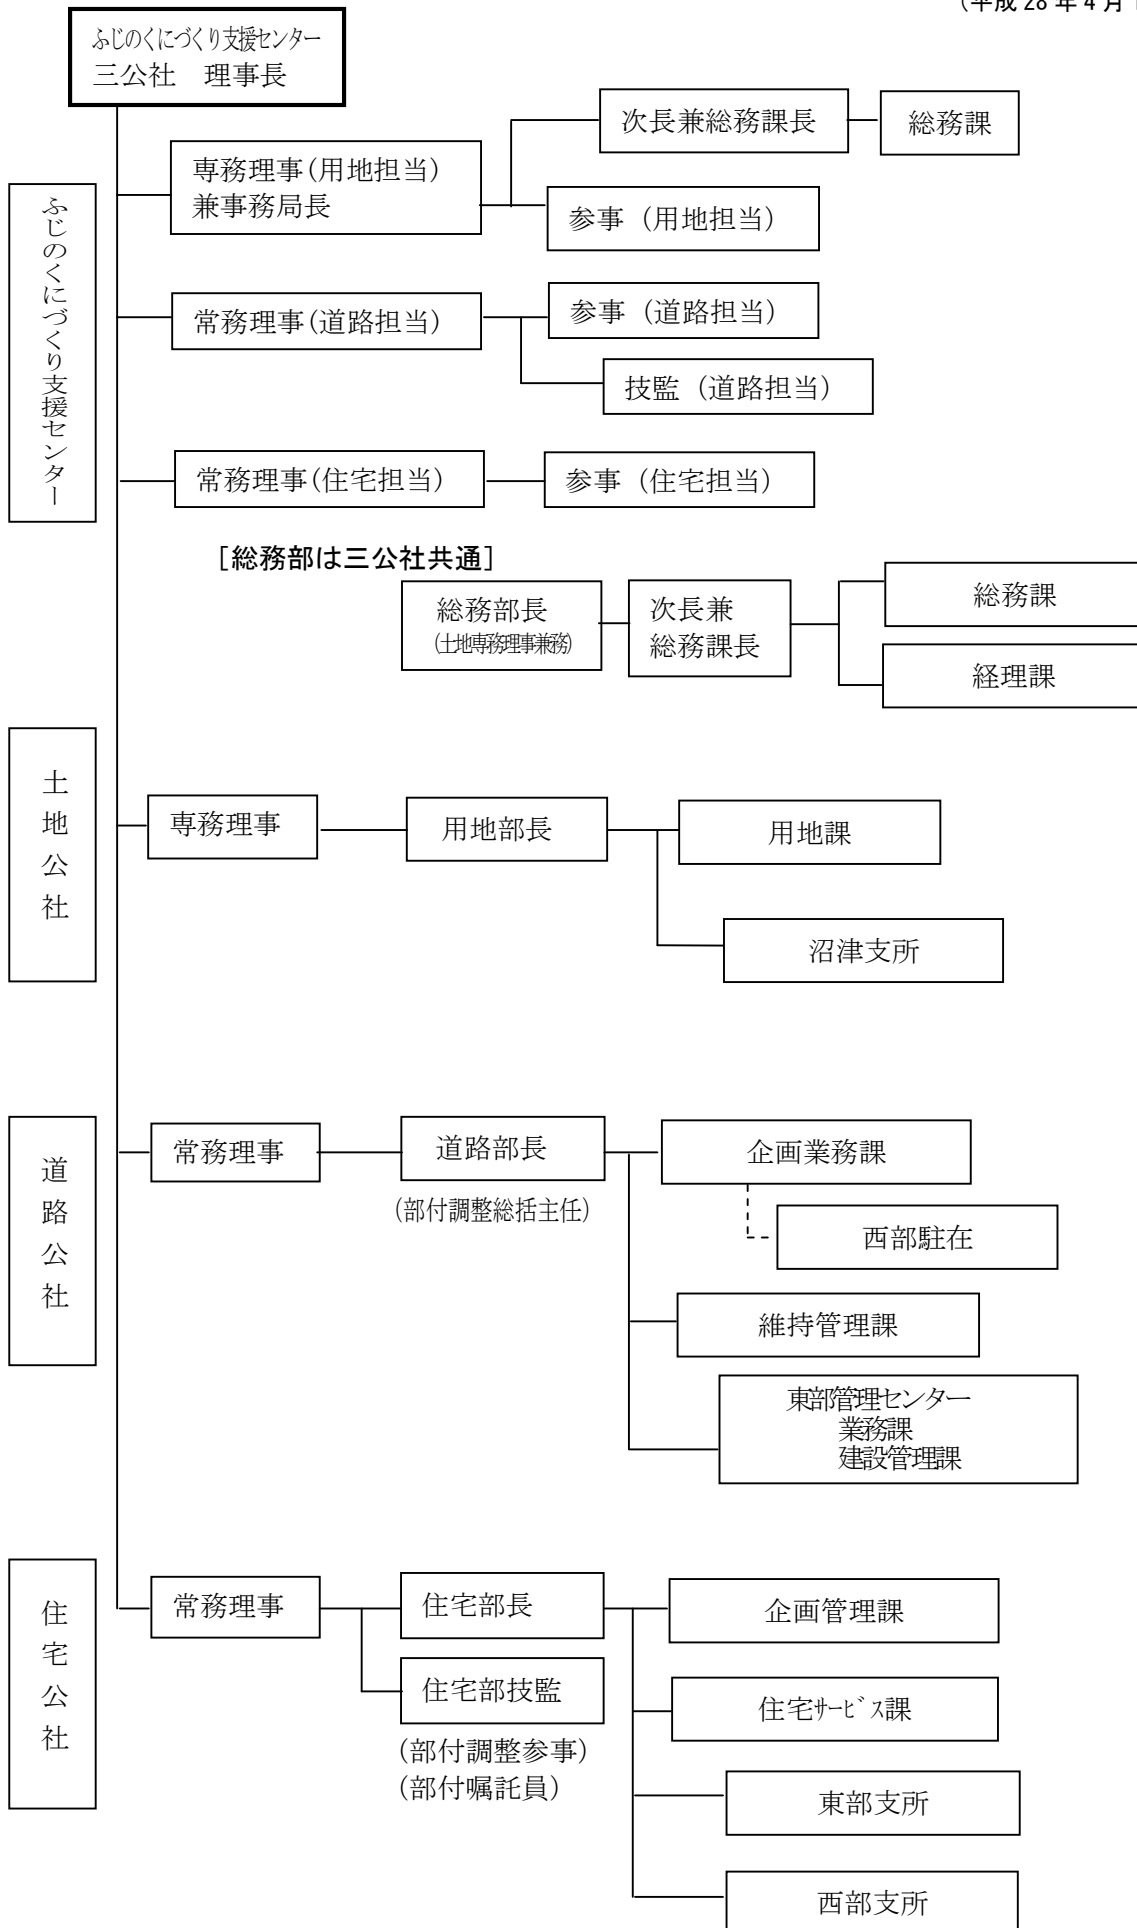 (平成 28 年 4 月 1
ふじのくにづくり支援センター
三公社　理事長
ふじのくにづくり支援センター
専務理事(用地担当)
兼事務局長
次長兼総務課長
総務課
参事（用地担当）
常務理事(道路担当)
参事（道路担当）
技監（道路担当）
常務理事(住宅担当)
参事（住宅担当）
［総務部は三公社共通］
総務部長
(土地専務理事兼務)
次長兼
総務課長
総務課
経理課
土地公社
専務理事
用地部長
用地課
沼津支所
道路公社
常務理事
道路部長
(部付調整総括主任)
企画業務課
西部駐在
維持管理課
東部管理センター
業務課
建設管理課
住宅公社
常務理事
住宅部長
住宅部技監
(部付調整参事)
(部付嘱託員)
企画管理課
住宅ｻｰﾋﾞｽ課
東部支所
西部支所